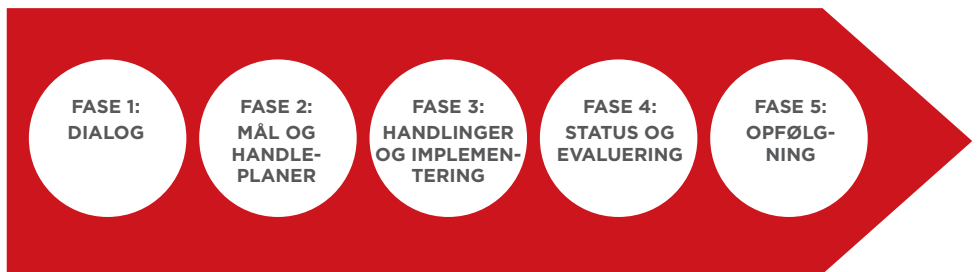 FASE 1:
DIALOG
FASE 2:
MÅL OG
HANDLE-
PLANER
FASE 3:
HANDLINGER
OG IMPLEMEN-
TERING
FASE 4:
STATUS OG
EVALUERING
FASE 5:
OPFØLG-
NING